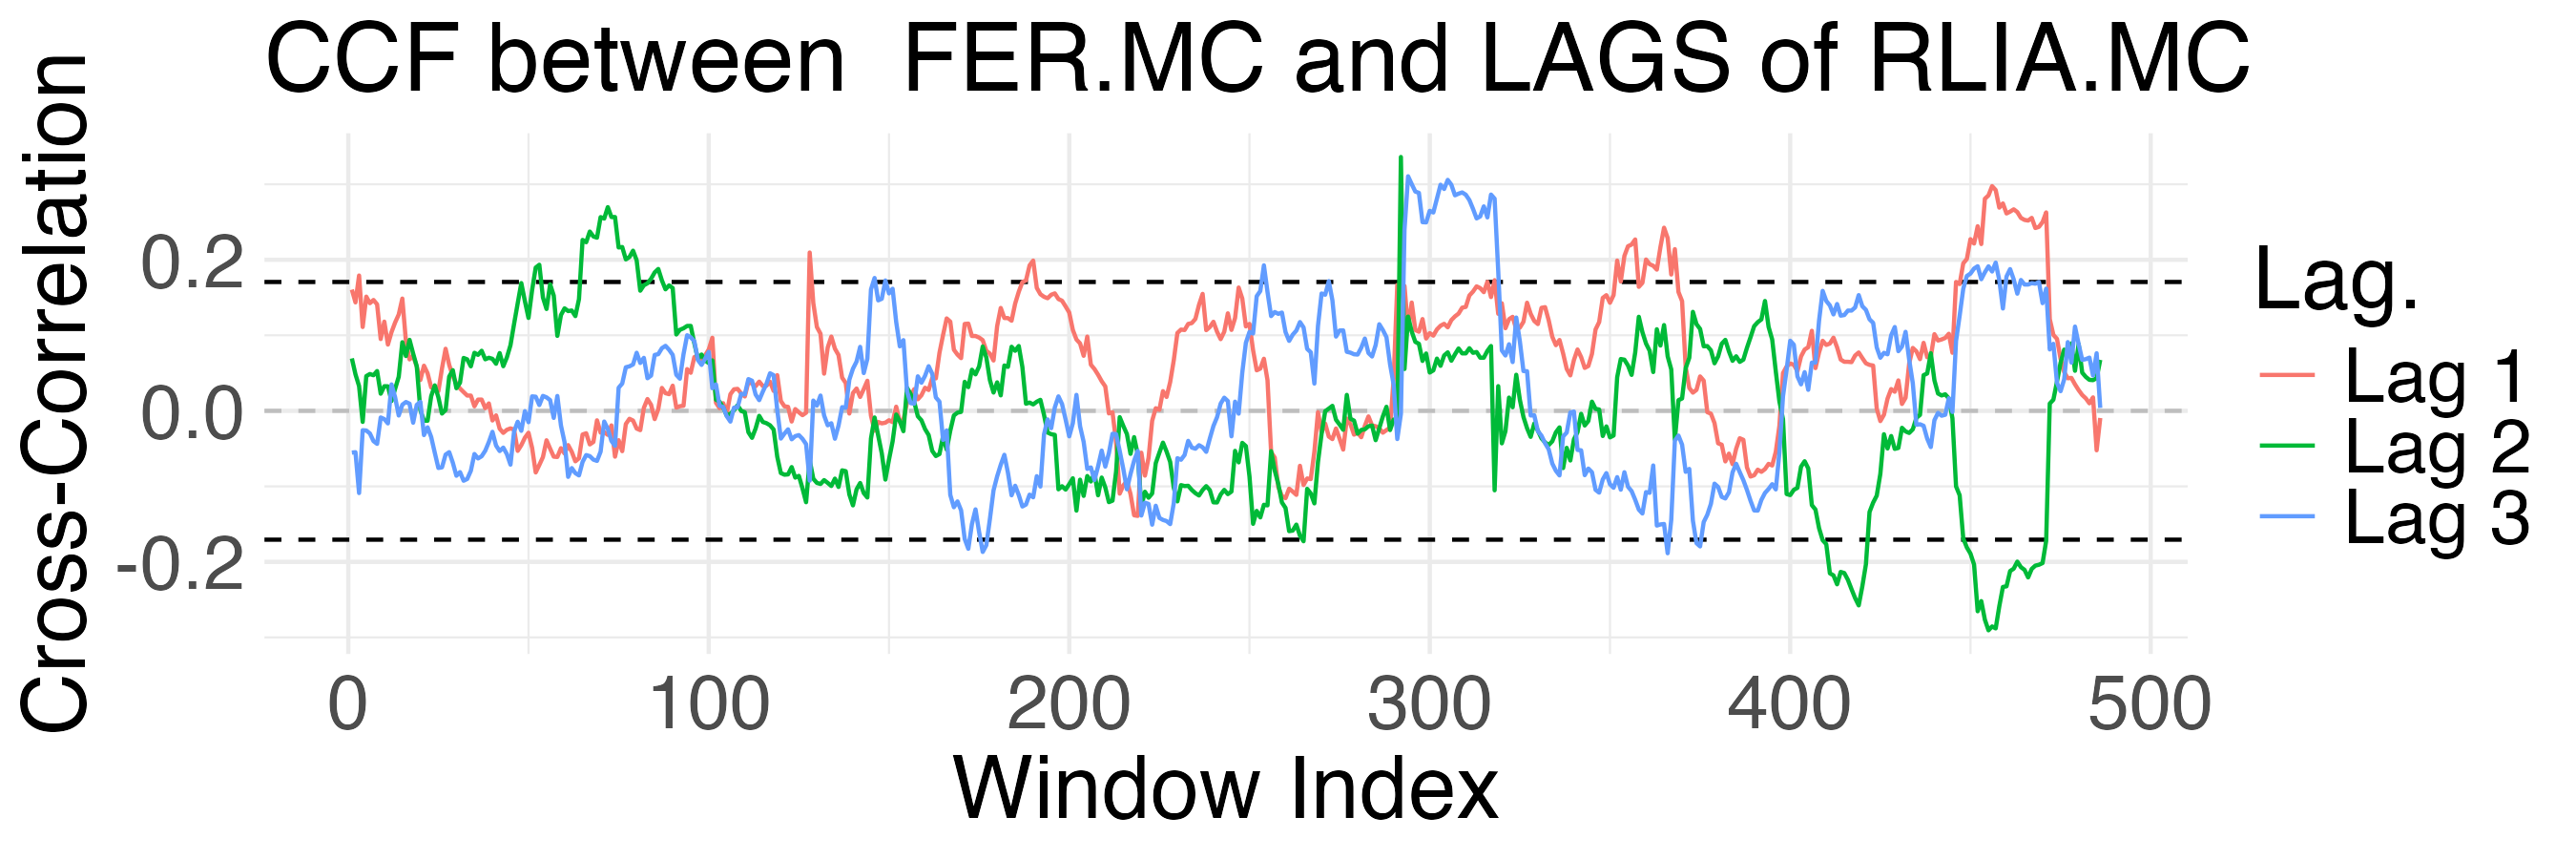 CCF between  FER.MC and LAGS of RLIA.MC
Cross-Correlation
0.2
0.0
-0.2
0 100 200 300 400 500
Window Index
Lag.
Lag 1
Lag 2
Lag 3